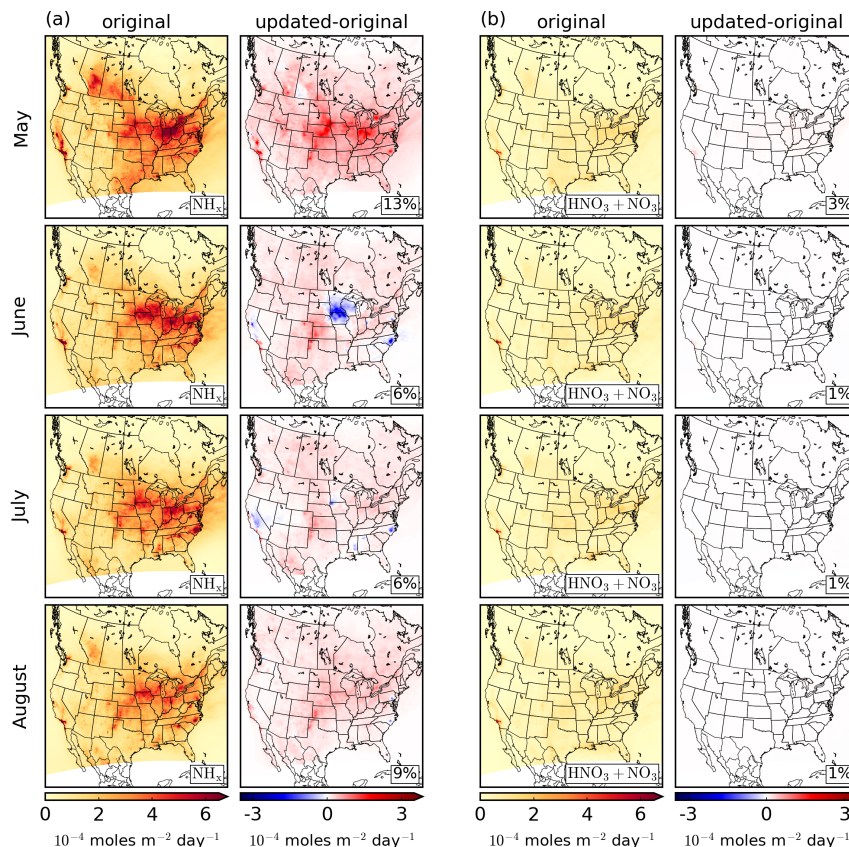 (a) original updated-original (b) original updated-original
May
NHₓ 13% HNO₃ + NO₃ 3%
June
NHₓ 6% HNO₃ + NO₃ 1%
July
NHₓ 6% HNO₃ + NO₃ 1%
August
NHₓ 9% HNO₃ + NO₃ 1%
0 2 4 6 -3 0 3 0 2 4 6 -3 0 3
10⁻⁴ moles m⁻² day⁻¹ 10⁻⁴ moles m⁻² day⁻¹ 10⁻⁴ moles m⁻² day⁻¹ 10⁻⁴ moles m⁻² day⁻¹